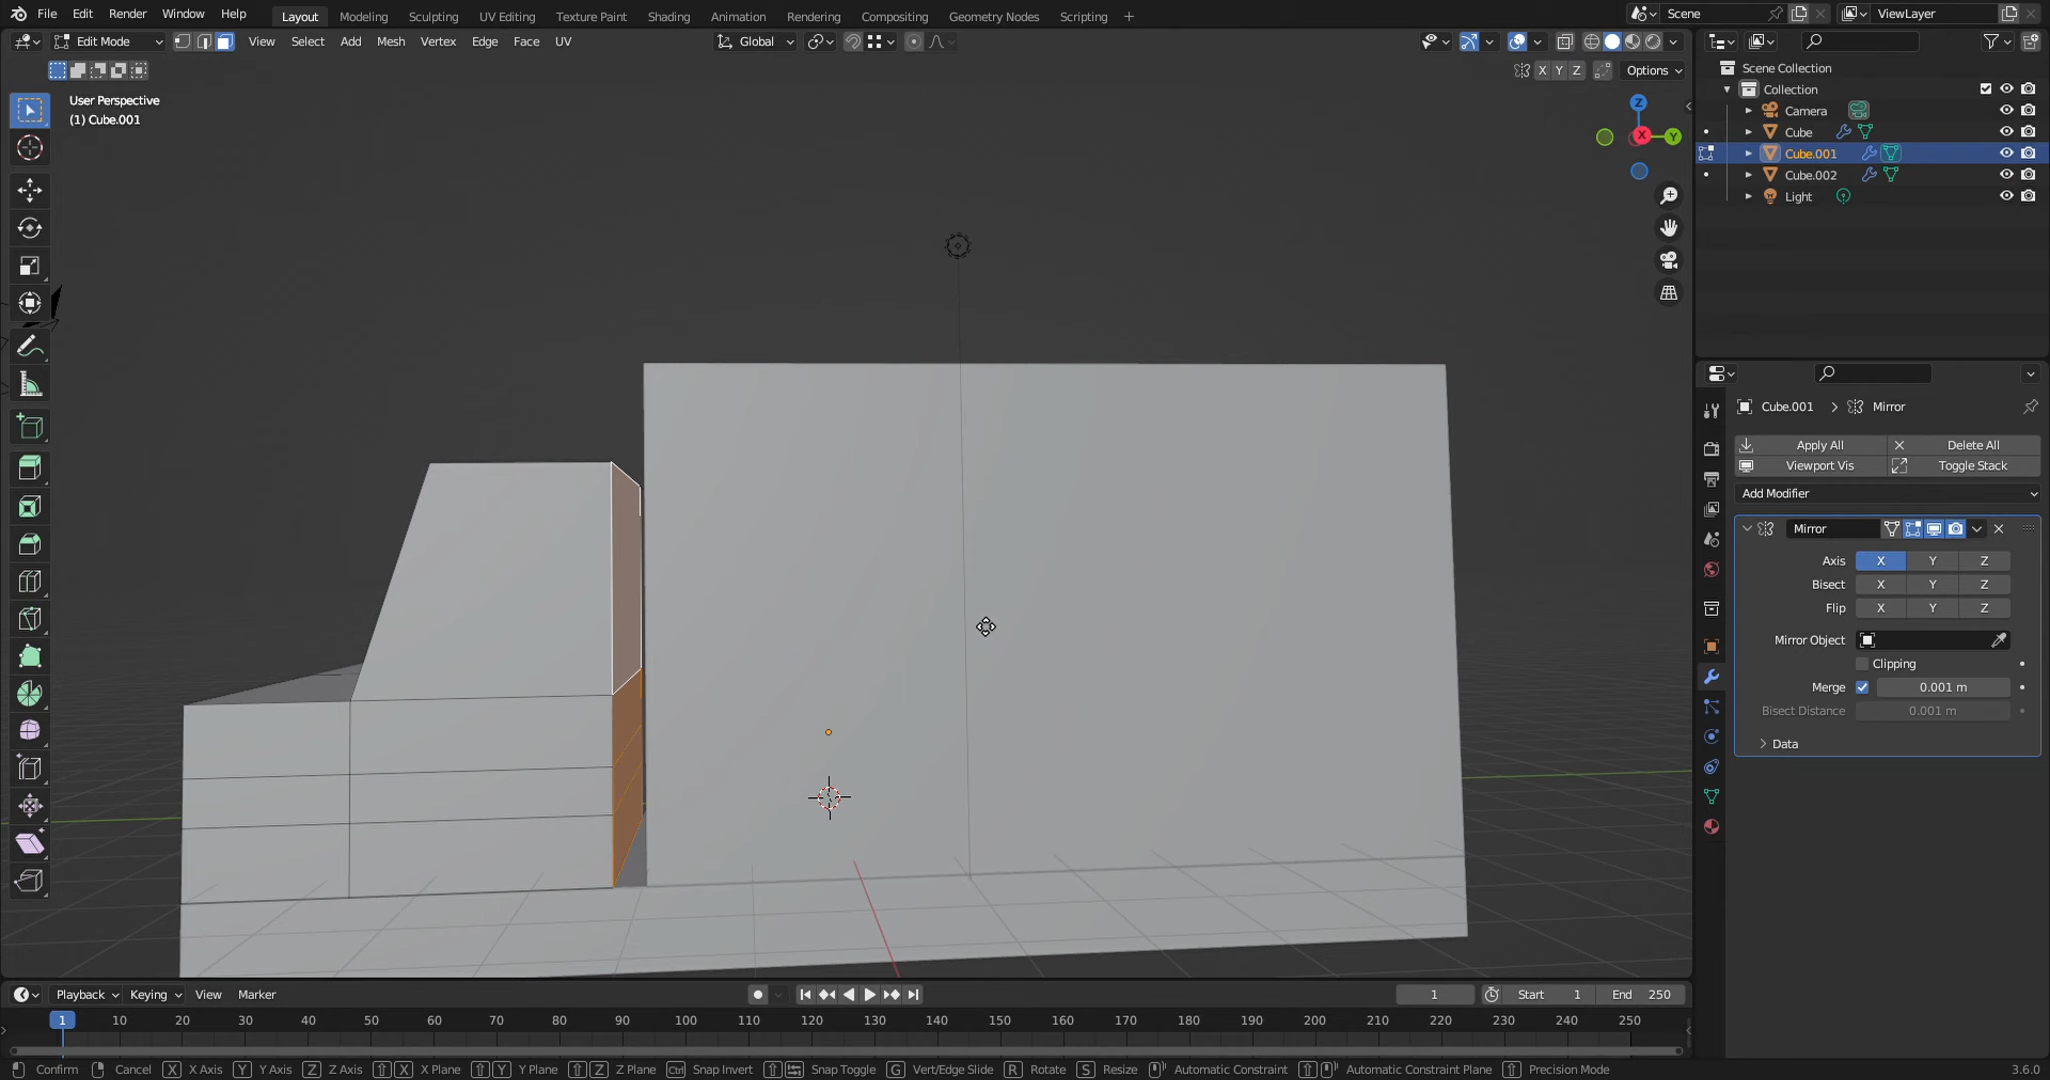 File Edit Render Window Help Layout Modeling Sculpting UV Editing Texture Paint Shading Animation Rendering Compositing Geometry Nodes Scripting + Scene ViewLayer
Edit Mode View Select Add Mesh Vertex Edge Face UV Global
X Y Z Options
User Perspective
(1) Cube.001
Z
X Y
Scene Collection
Collection
Camera
Cube
Cube.001
Cube.002
Light
Cube.001 > Mirror
Apply All Delete All
Viewport Vis Toggle Stack
Add Modifier
Mirror
Axis X Y Z
Bisect X Y Z
Flip X Y Z
Mirror Object
Clipping
Merge 0.001 m
Bisect Distance 0.001 m
Data
Playback Keying View Marker 1 Start 1 End 250
1 10 20 30 40 50 60 70 80 90 100 110 120 130 140 150 160 170 180 190 200 210 220 230 240 250
Confirm Cancel X X Axis Y Y Axis Z Z Axis X X Plane Y Y Plane Z Z Plane Ctrl Snap Invert Snap Toggle G Vert/Edge Slide R Rotate S Resize Automatic Constraint Automatic Constraint Plane Precision Mode 3.6.0